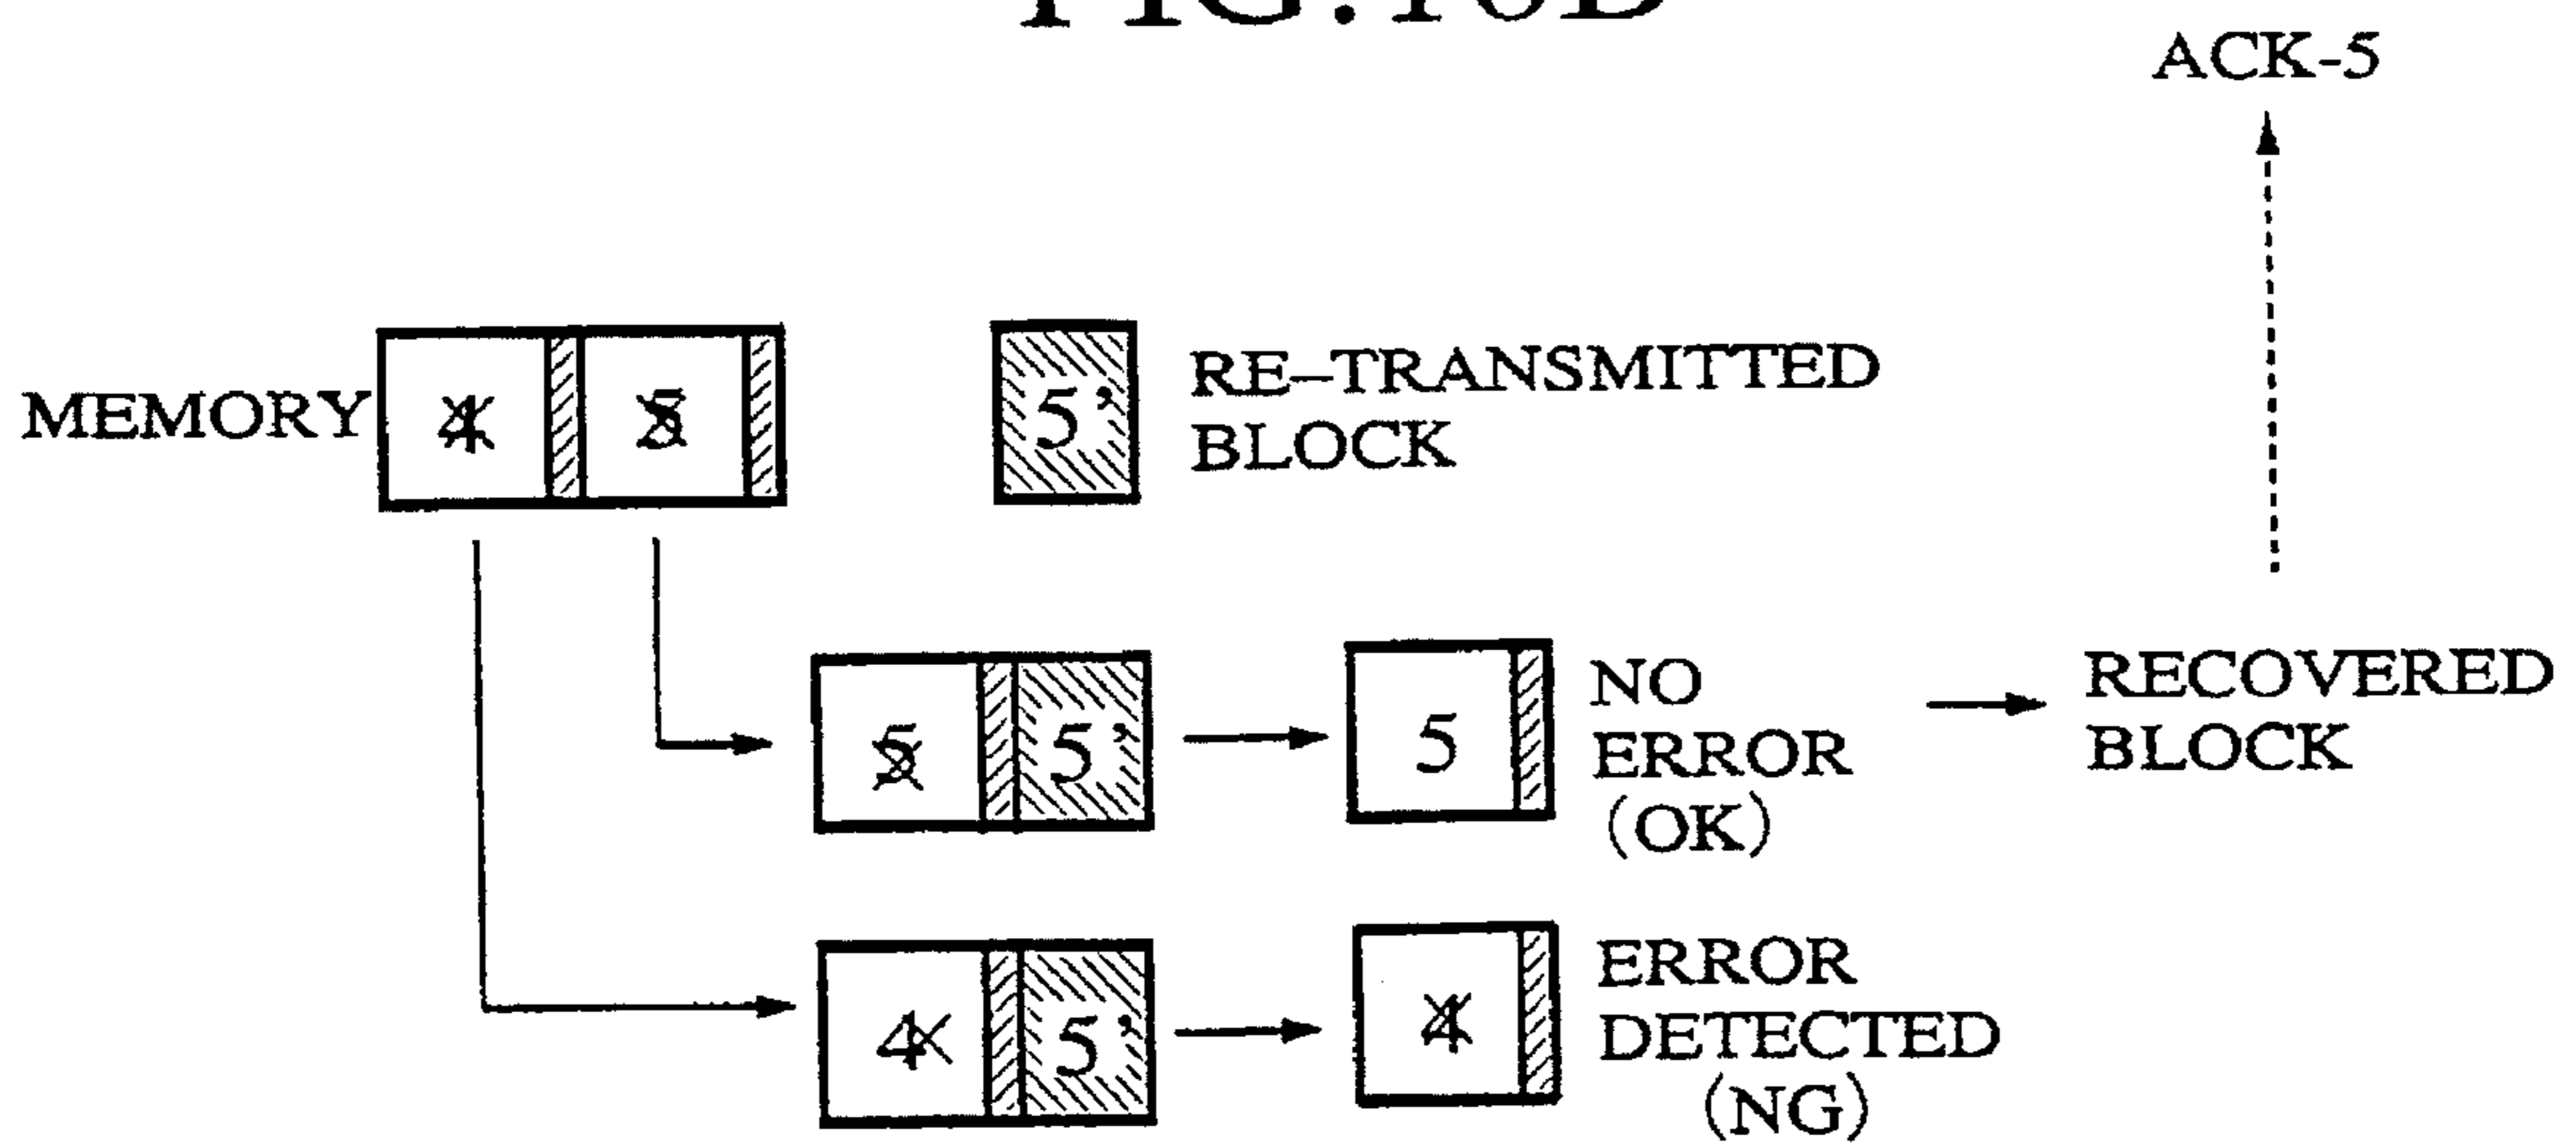 ACK-5
MEMORY
4
5
5'
RE-TRANSMITTED
BLOCK
5
5'
5
NO
ERROR
(OK)
RECOVERED
BLOCK
4
5'
4
ERROR
DETECTED
(NG)